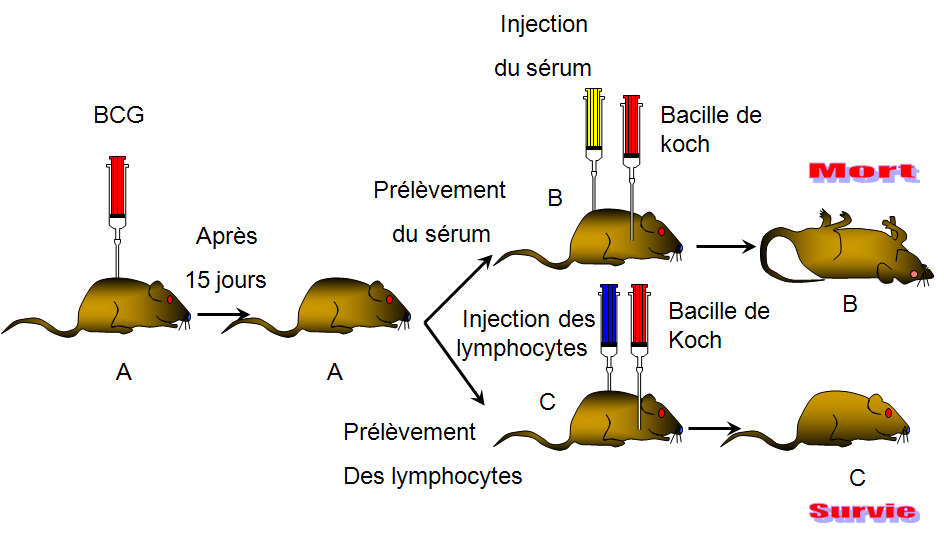 BCG
A
Après
15 jours
A
Prélèvement
du sérum
Injection
du sérum
B
Bacille de
koch
Mort
B
Prélèvement
Des lymphocytes
Injection des
lymphocytes
C
Bacille de
Koch
C
Survie